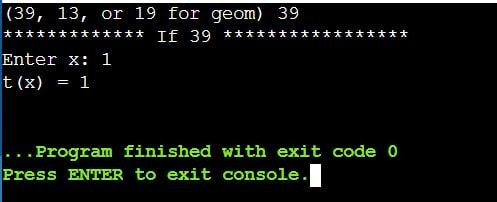 (39, 13, or 19 for geom) 39
************* If 39 *****************
Enter x: 1
t(x) = 1
...Program finished with exit code 0
Press ENTER to exit console.